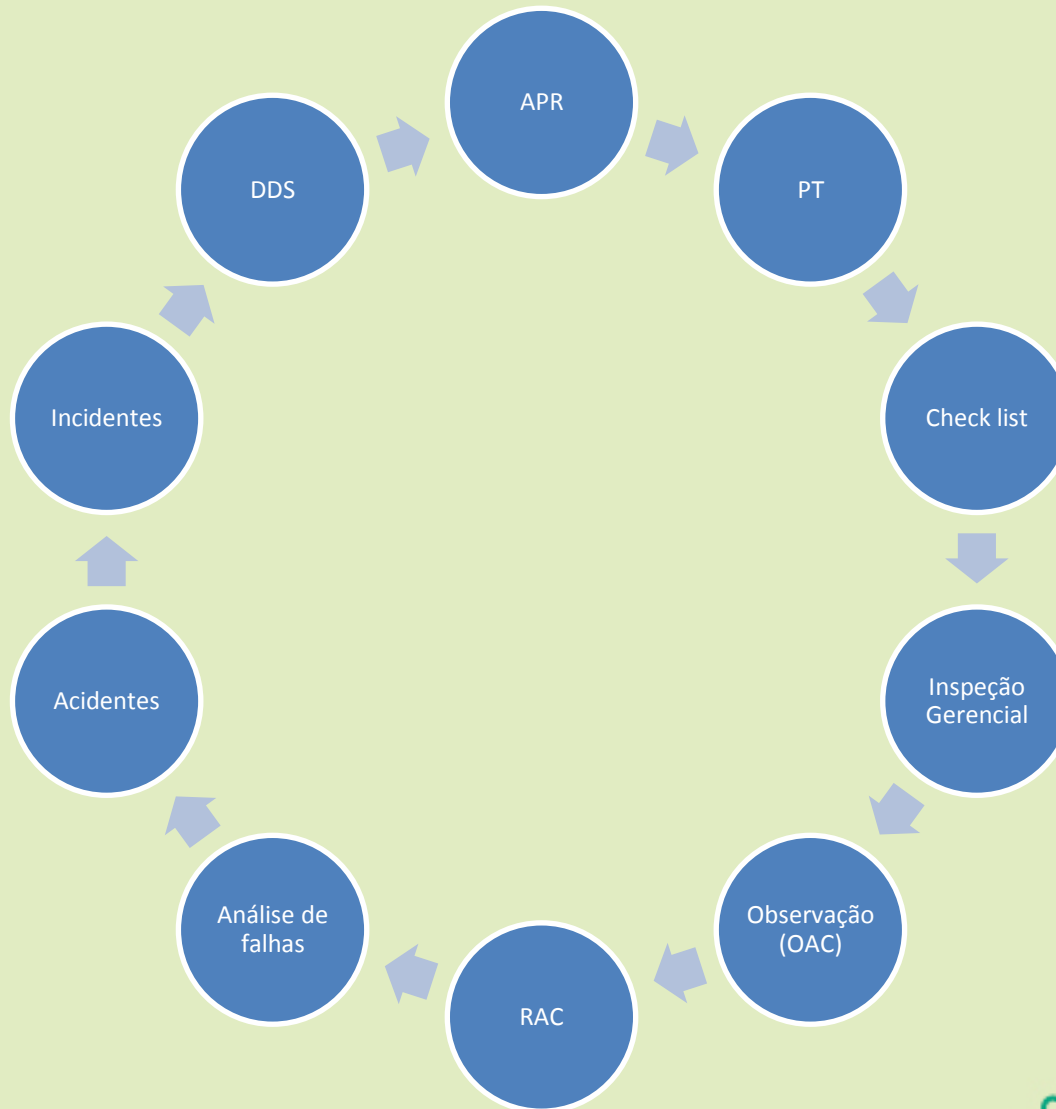 APR
DDS
PT
Incidentes
Check list
Acidentes
Inspeção
Gerencial
Análise de
falhas
Observação
(OAC)
RAC